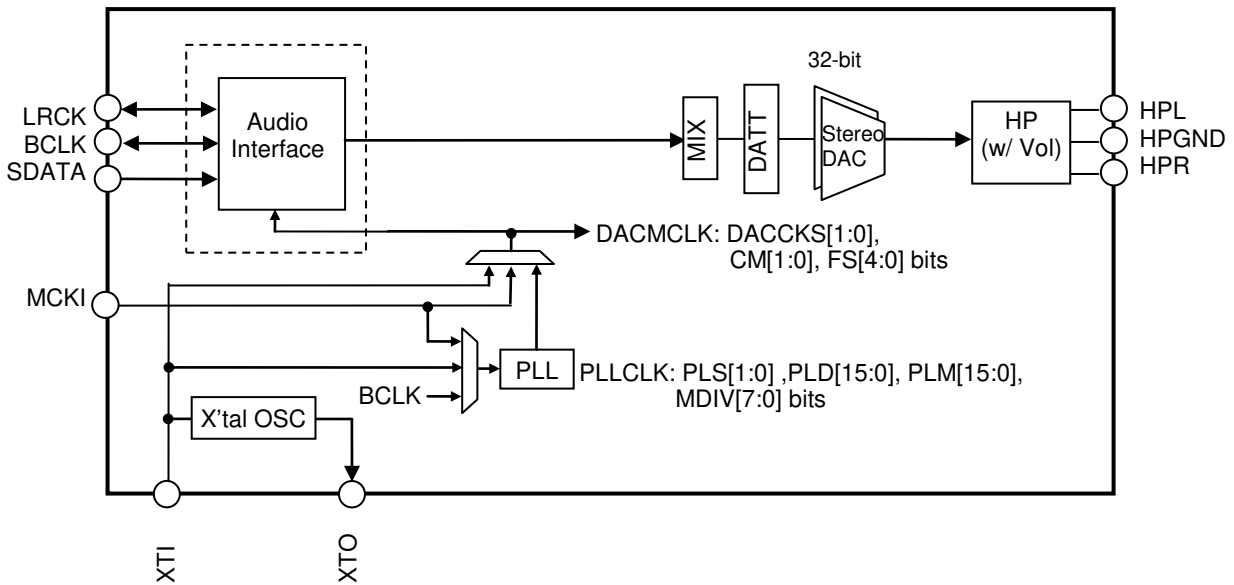 32-bit
LRCK
BCLK
SDATA
Audio
Interface
MIX
DATT
Stereo
DAC
HP
(w/ Vol)
HPL
HPGND
HPR
DACMCLK: DACCKS[1:0],
CM[1:0], FS[4:0] bits
MCKI
BCLK
PLL
PLLCLK: PLS[1:0] ,PLD[15:0], PLM[15:0],
MDIV[7:0] bits
X'tal OSC
XTI
XTO